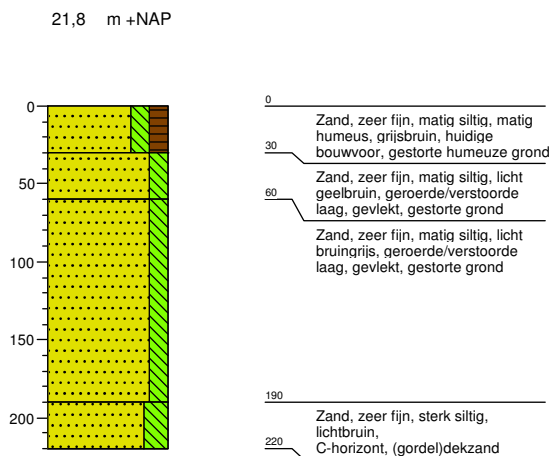 21,8 m +NAP
0
50
100
150
200
0
Zand, zeer fijn, matig siltig, matig
humeus, grijsbruin, huidige
bouwvoor, gestorte humeuze grond
30
Zand, zeer fijn, matig siltig, licht
geelbruin, geroerde/verstoorde
laag, gevlekt, gestorte grond
60
Zand, zeer fijn, matig siltig, licht
bruingrijs, geroerde/verstoorde
laag, gevlekt, gestorte grond
190
Zand, zeer fijn, sterk siltig,
lichtbruin,
C-horizont, (gordel)dekzand
220